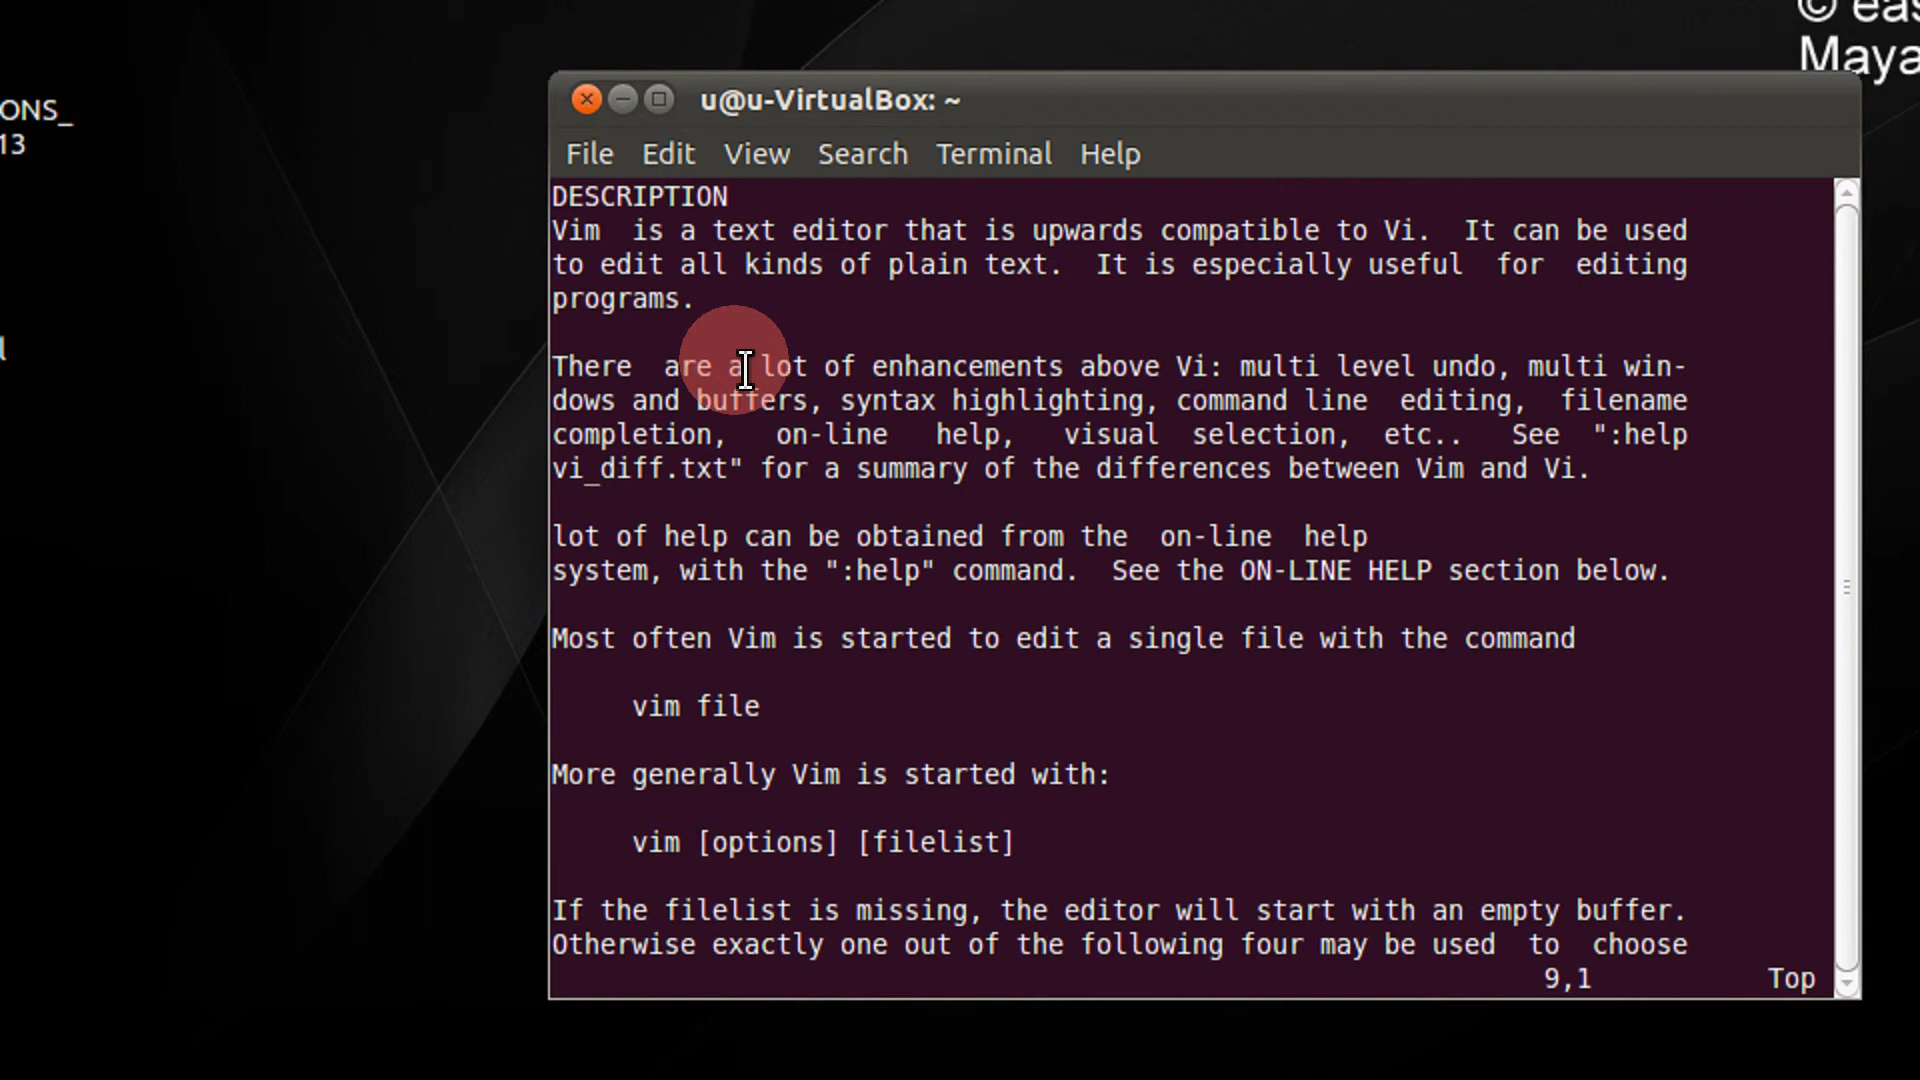 © eas
Maya
ONS_
13
l
u@u-VirtualBox: ~
File Edit View Search Terminal Help
DESCRIPTION
Vim  is a text editor that is upwards compatible to Vi.  It can be used
to edit all kinds of plain text.  It is especially useful  for  editing
programs.
There  are a lot of enhancements above Vi: multi level undo, multi win-
dows and buffers, syntax highlighting, command line  editing,  filename
completion,   on-line   help,   visual  selection,  etc..   See  ":help
vi_diff.txt" for a summary of the differences between Vim and Vi.
lot of help can be obtained from the  on-line  help
system, with the ":help" command.  See the ON-LINE HELP section below.
Most often Vim is started to edit a single file with the command
vim file
More generally Vim is started with:
vim [options] [filelist]
If the filelist is missing, the editor will start with an empty buffer.
Otherwise exactly one out of the following four may be used  to  choose
9,1 Top